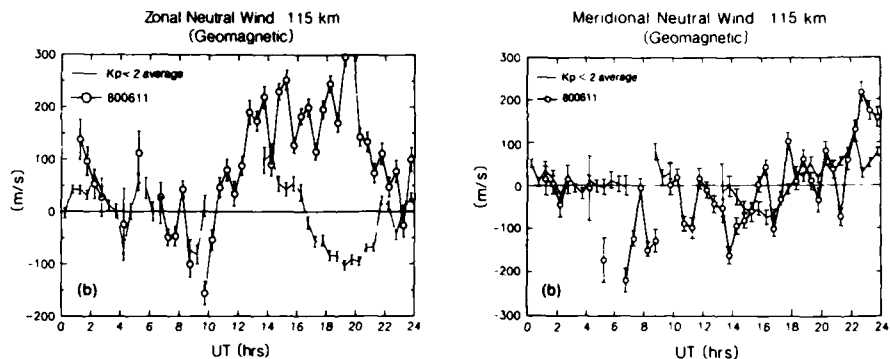 Zonal Neutral Wind 115 km
(Geomagnetic)
300
200
100
0
-100
-200
(m/s)
Kp < 2 average
800611
(b)
0 2 4 6 8 10 12 14 16 18 20 22 24
UT (hrs)
Meridional Neutral Wind 115 km
(Geomagnetic)
300
200
100
0
-100
-200
-300
(m/s)
Kp < 2 average
800611
(b)
0 2 4 6 8 10 12 14 16 18 20 22 24
UT (hrs)